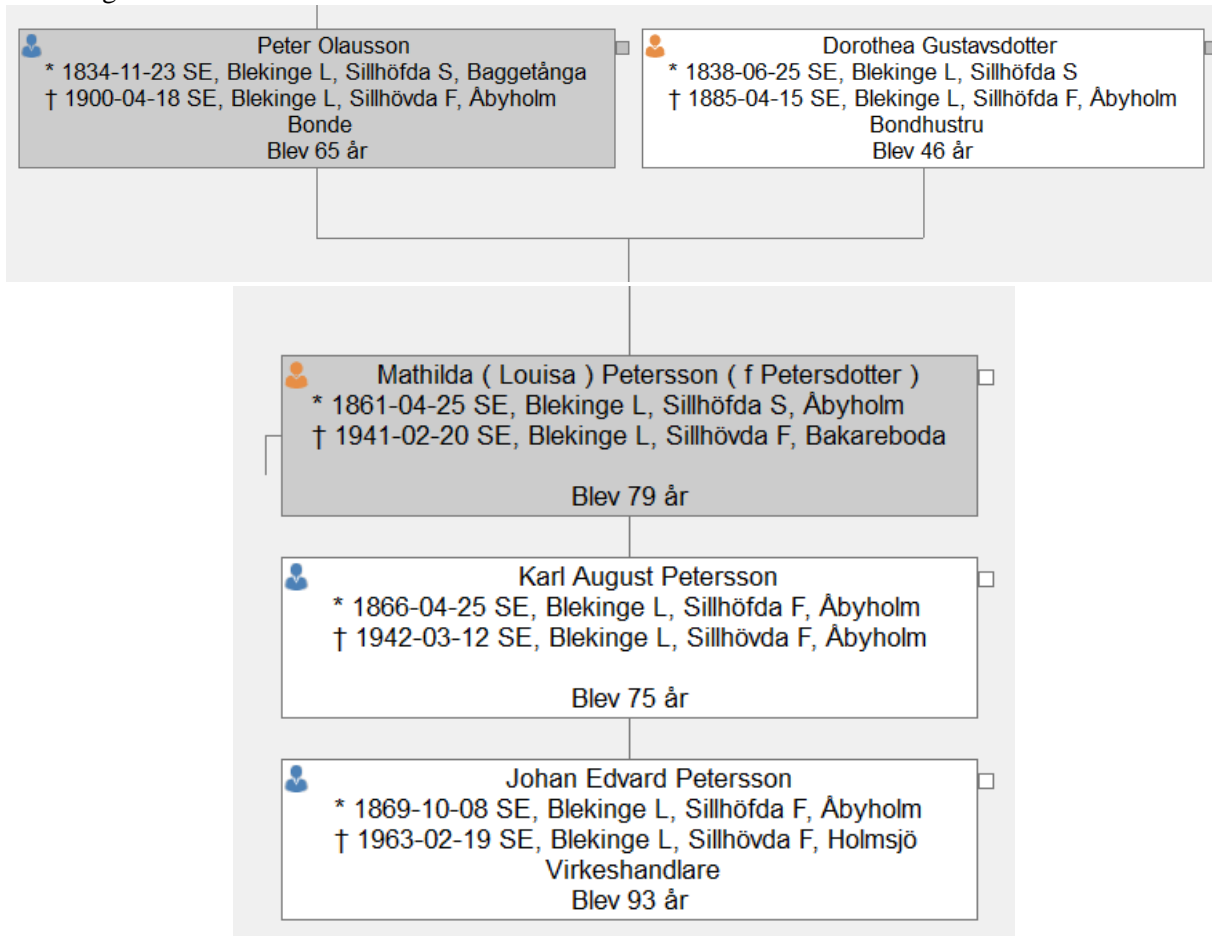 Peter Olausson
* 1834-11-23 SE, Blekinge L, Sillhöfda S, Baggetånga
† 1900-04-18 SE, Blekinge L, Sillhövda F, Åbyholm
Bonde
Blev 65 år
Dorothea Gustavsdotter
* 1838-06-25 SE, Blekinge L, Sillhöfda S
† 1885-04-15 SE, Blekinge L, Sillhöfda F, Åbyholm
Bondhustru
Blev 46 år
Mathilda ( Louisa ) Petersson ( f Petersdotter )
* 1861-04-25 SE, Blekinge L, Sillhöfda S, Åbyholm
† 1941-02-20 SE, Blekinge L, Sillhövda F, Bakareboda
Blev 79 år
Karl August Petersson
* 1866-04-25 SE, Blekinge L, Sillhöfda F, Åbyholm
† 1942-03-12 SE, Blekinge L, Sillhövda F, Åbyholm
Blev 75 år
Johan Edvard Petersson
* 1869-10-08 SE, Blekinge L, Sillhöfda F, Åbyholm
† 1963-02-19 SE, Blekinge L, Sillhövda F, Holmsjö
Virkeshandlare
Blev 93 år